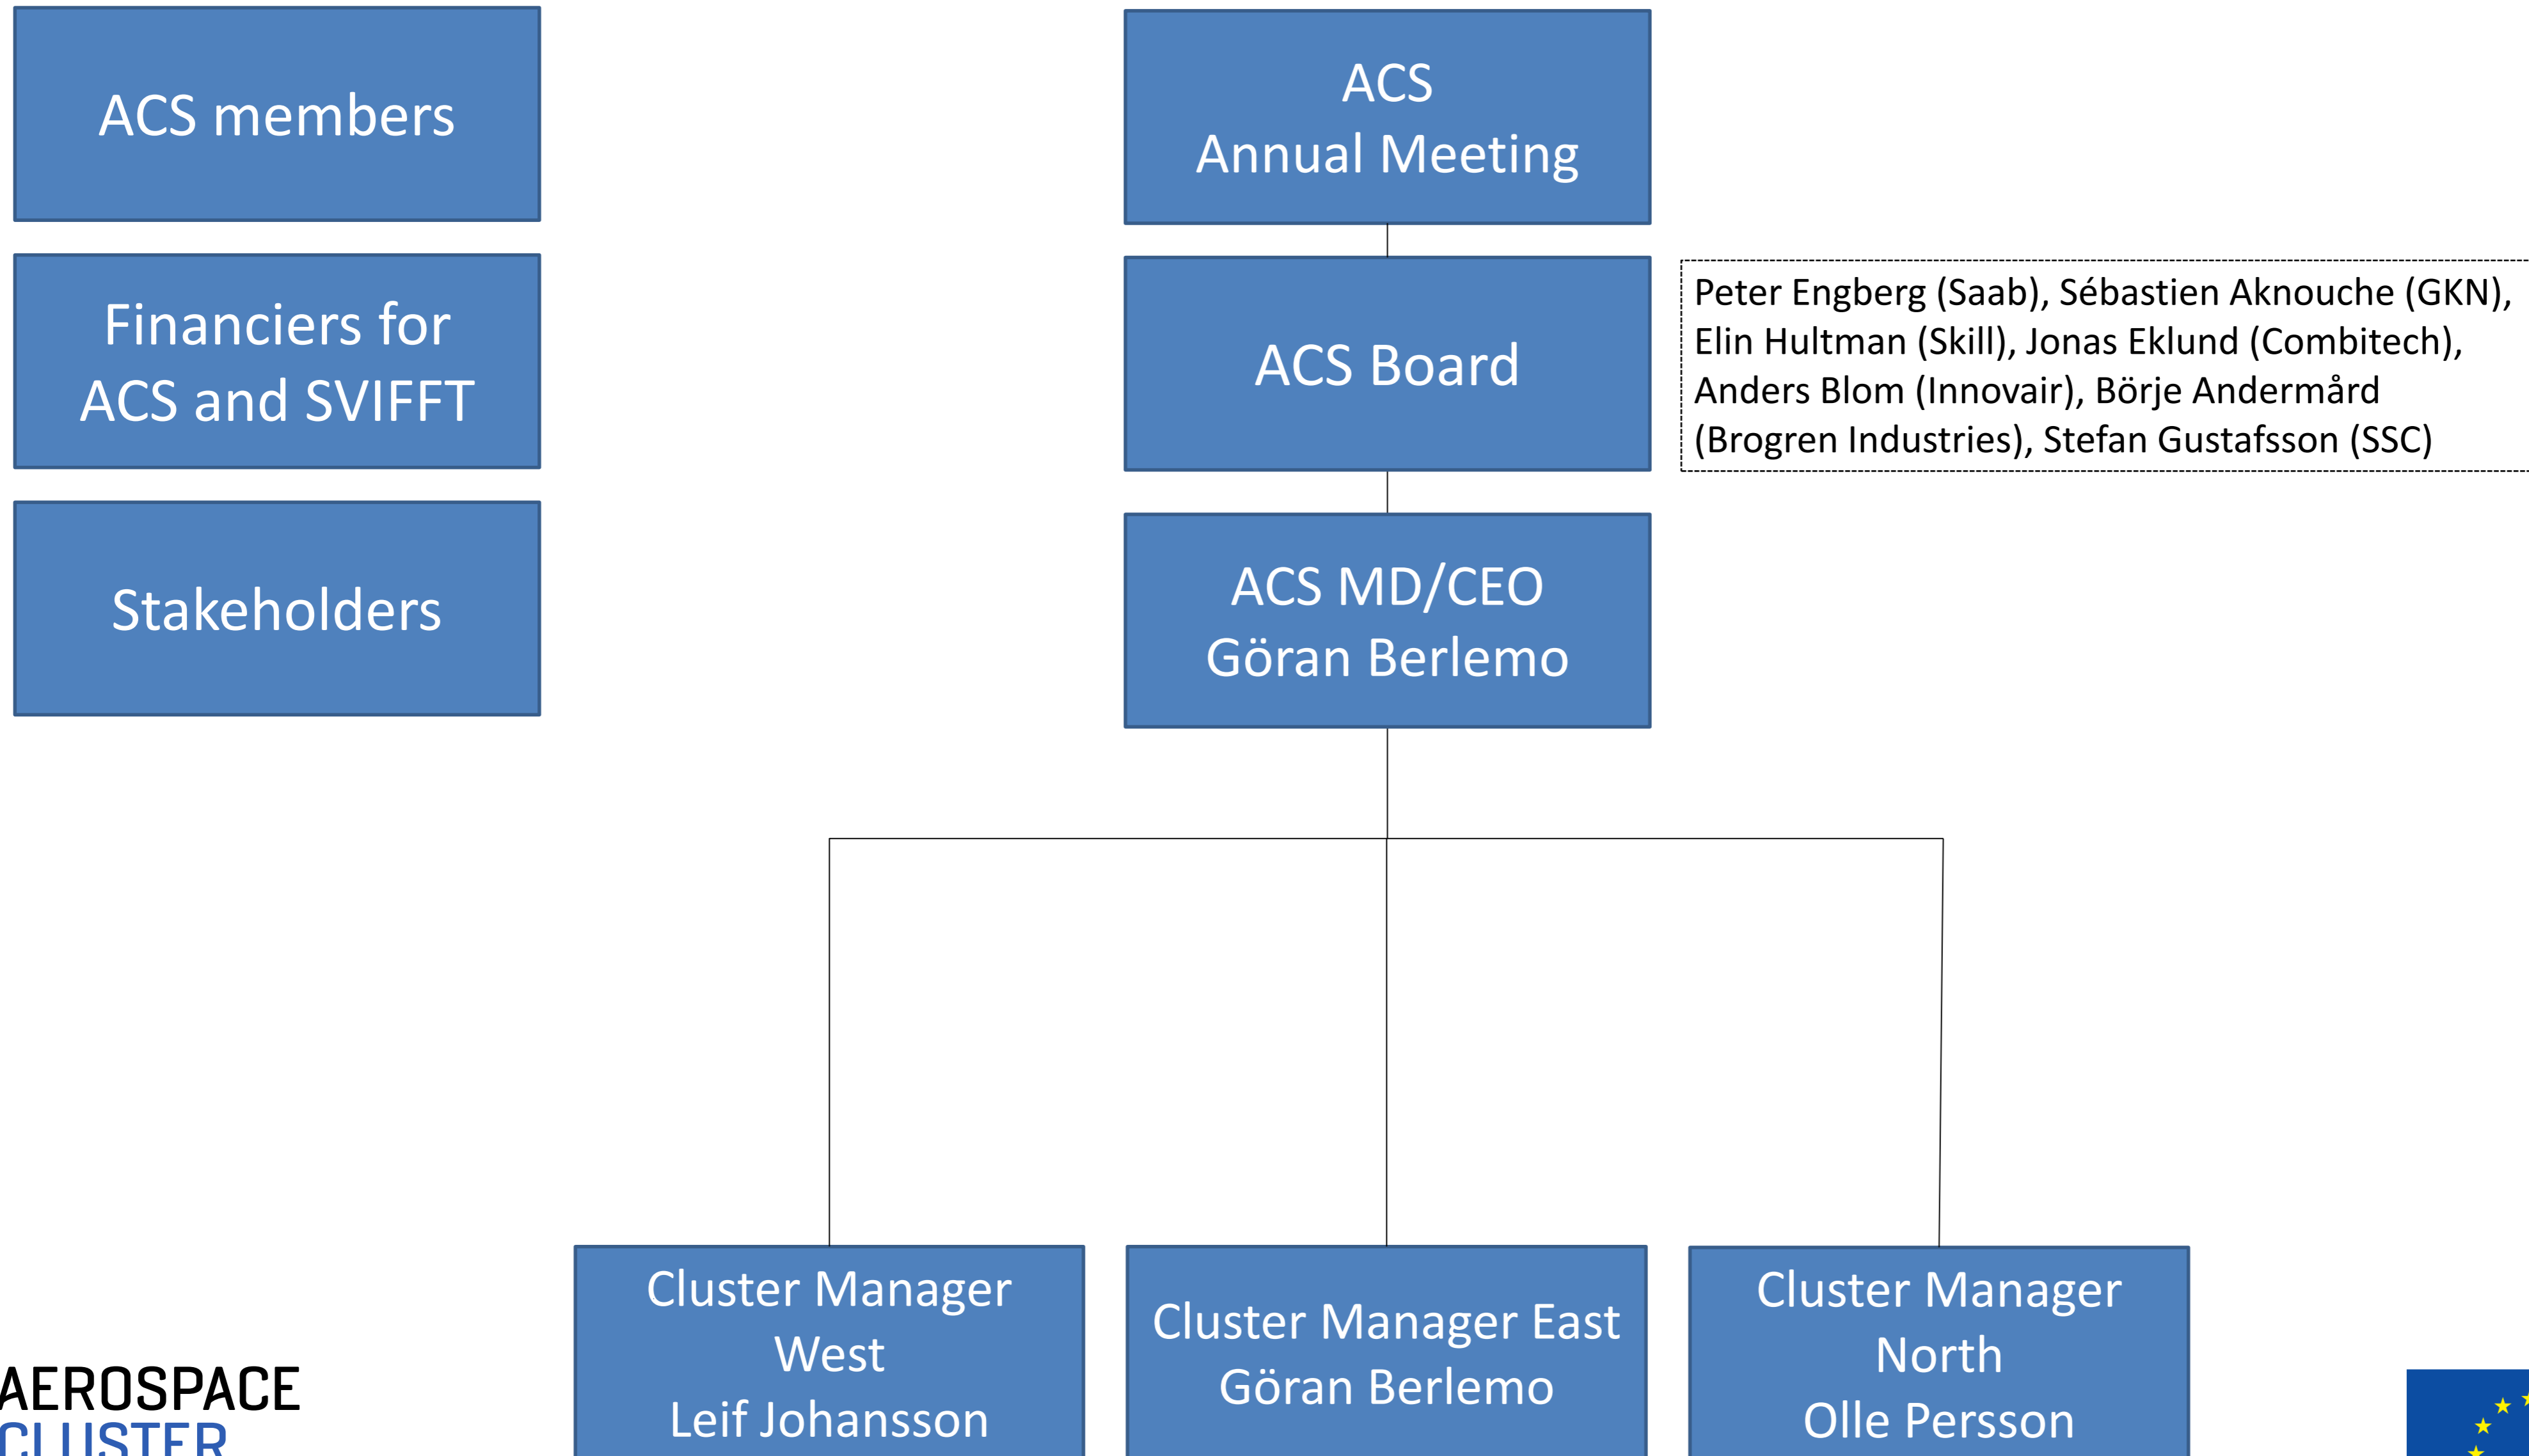 ACS members
Financiers for
ACS and SVIFFT
Stakeholders
ACS
Annual Meeting
ACS Board
Peter Engberg (Saab), Sébastien Aknouche (GKN),
Elin Hultman (Skill), Jonas Eklund (Combitech),
Anders Blom (Innovair), Börje Andermård
(Brogren Industries), Stefan Gustafsson (SSC)
ACS MD/CEO
Göran Berlemo
Cluster Manager
West
Leif Johansson
Cluster Manager East
Göran Berlemo
Cluster Manager
North
Olle Persson
AEROSPACE
CLUSTER